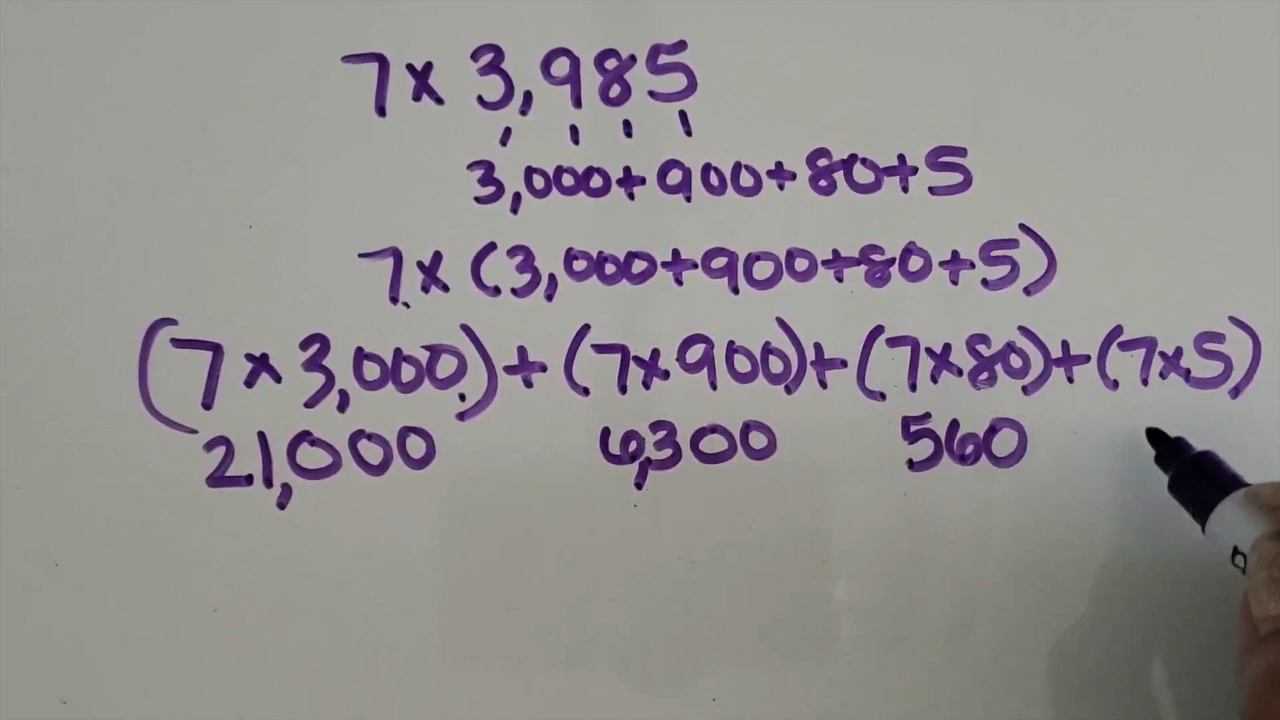 7 x 3,985
3,000+900+80+5
7 x (3,000+900+80+5)
(7 x 3,000) + (7 x 900) + (7 x 80) + (7 x 5)
21,000 6,300 560